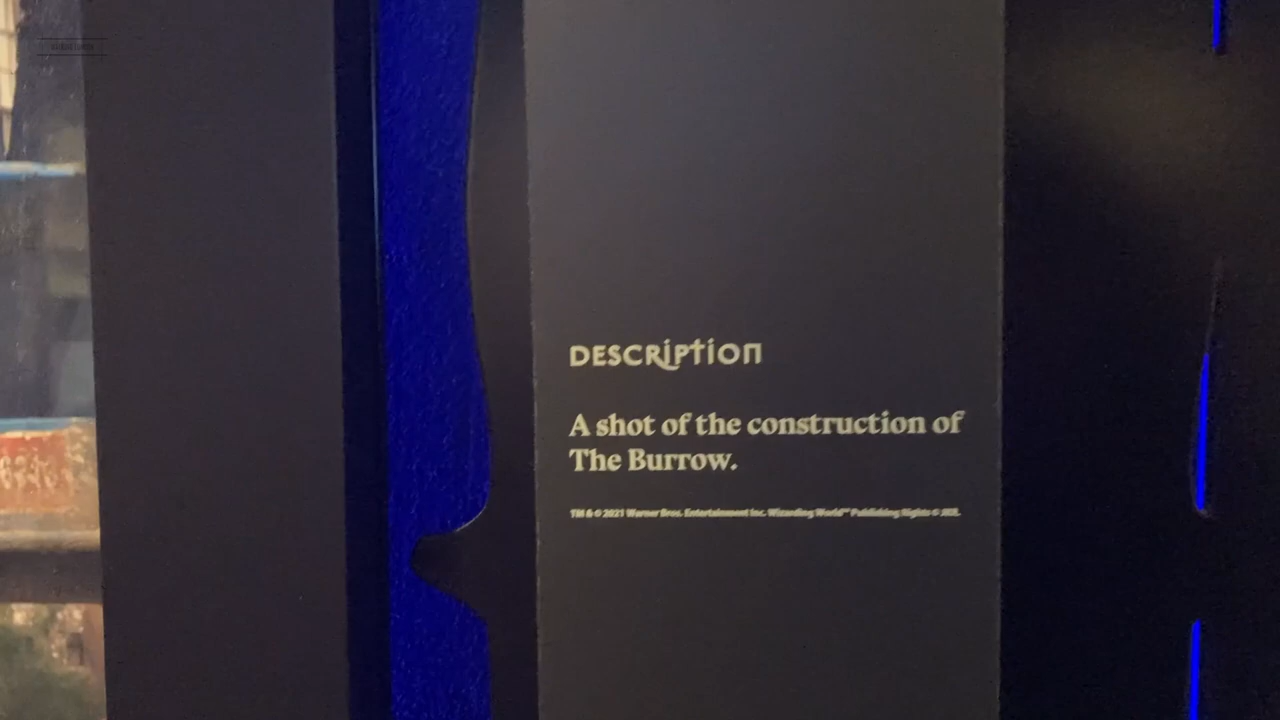 DESCRiPTiOn
A shot of the construction of
The Burrow.
TM & © 2021 Warner Bros. Entertainment Inc. Wizarding World™ Publishing Rights © JKR.